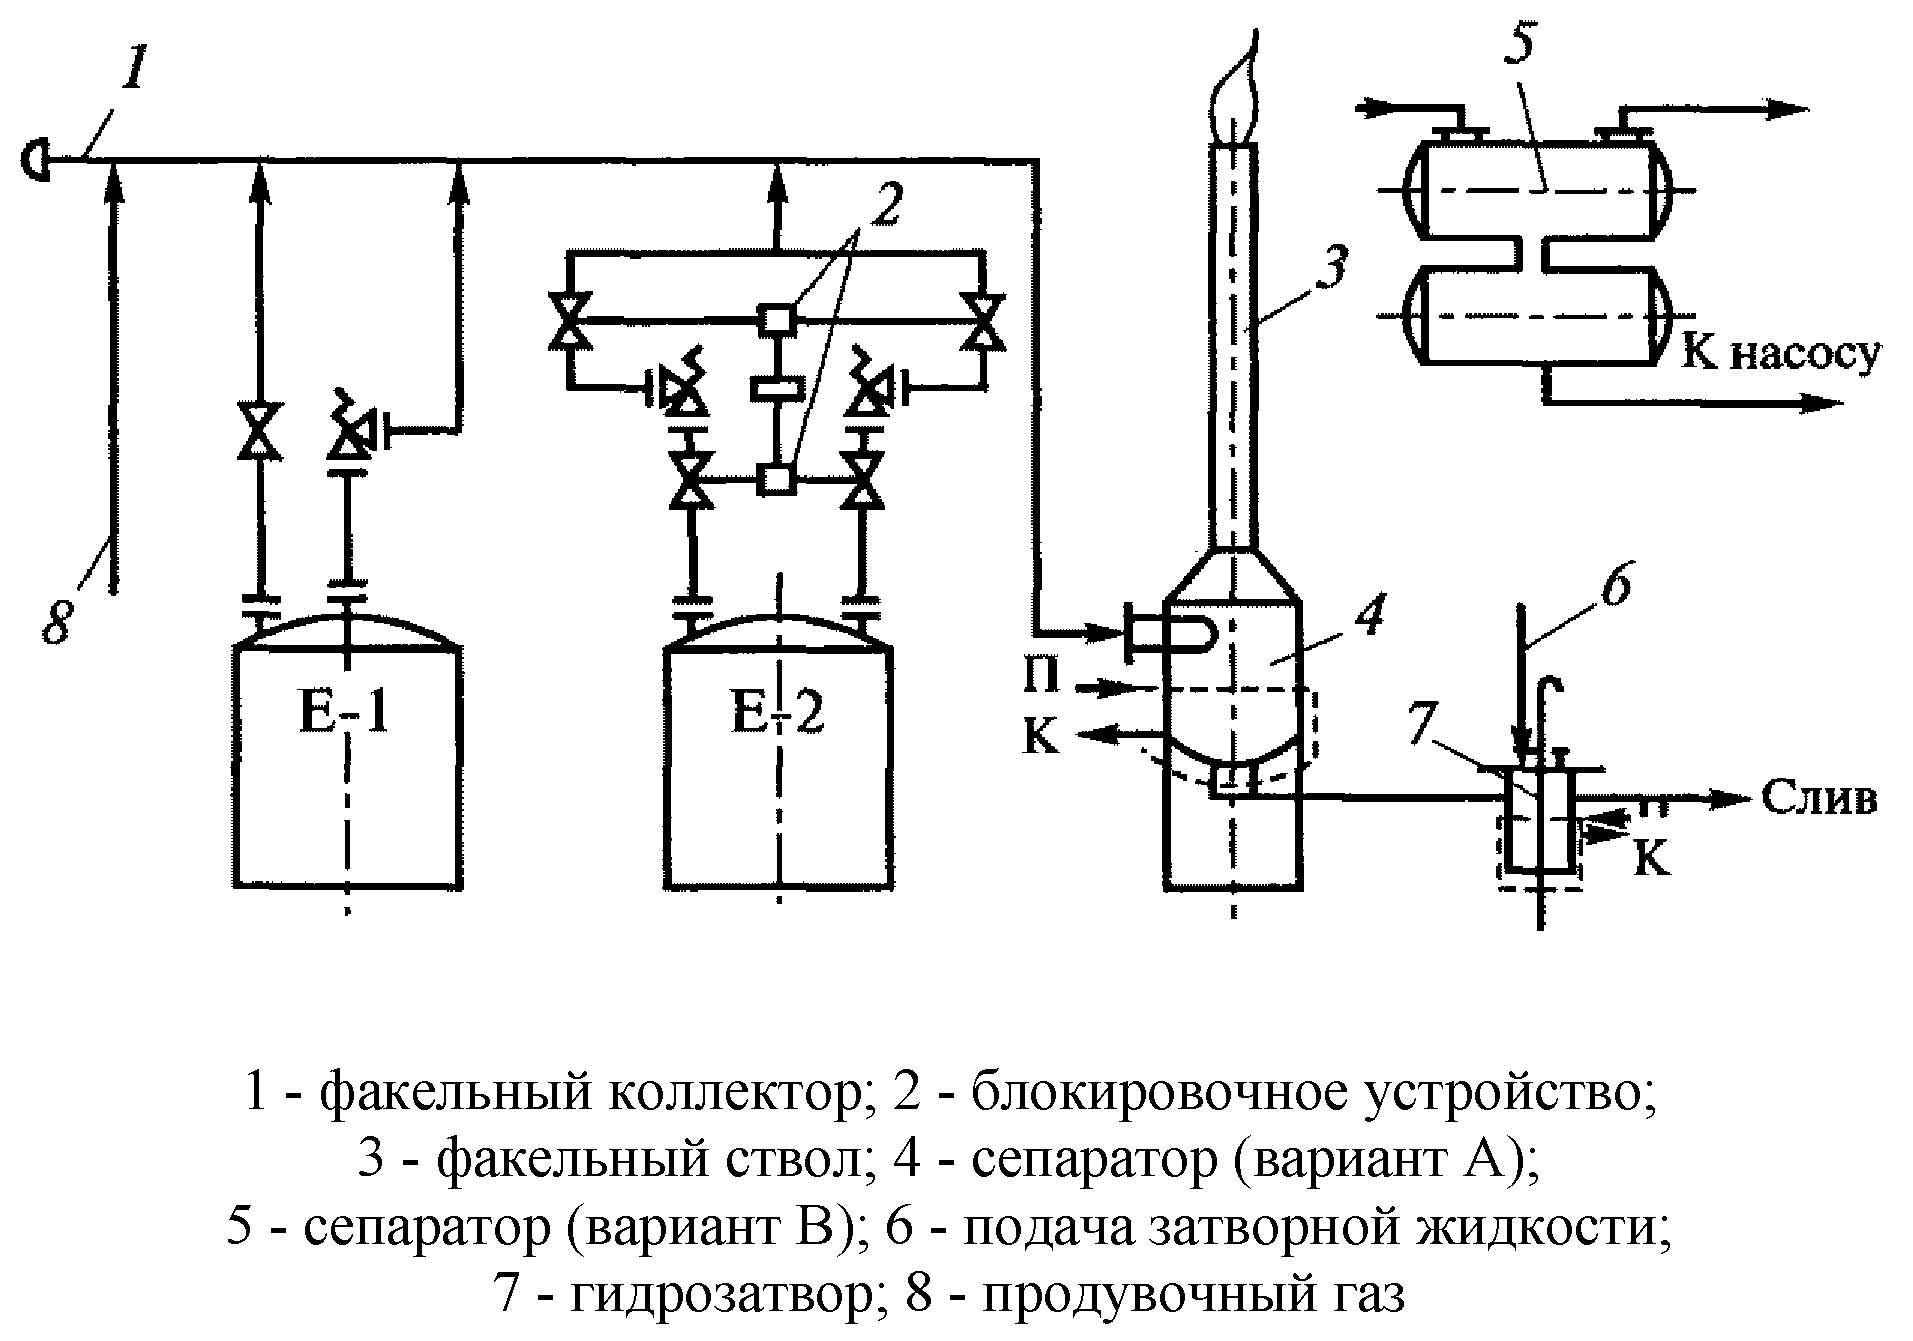 1
5
2
3
К насосу
6
4
8
П
Е-1
Е-2
7
К
Слив
П
К
1 - факельный коллектор; 2 - блокировочное устройство;
3 - факельный ствол; 4 - сепаратор (вариант А);
5 - сепаратор (вариант В); 6 - подача затворной жидкости;
7 - гидрозатвор; 8 - продувочный газ